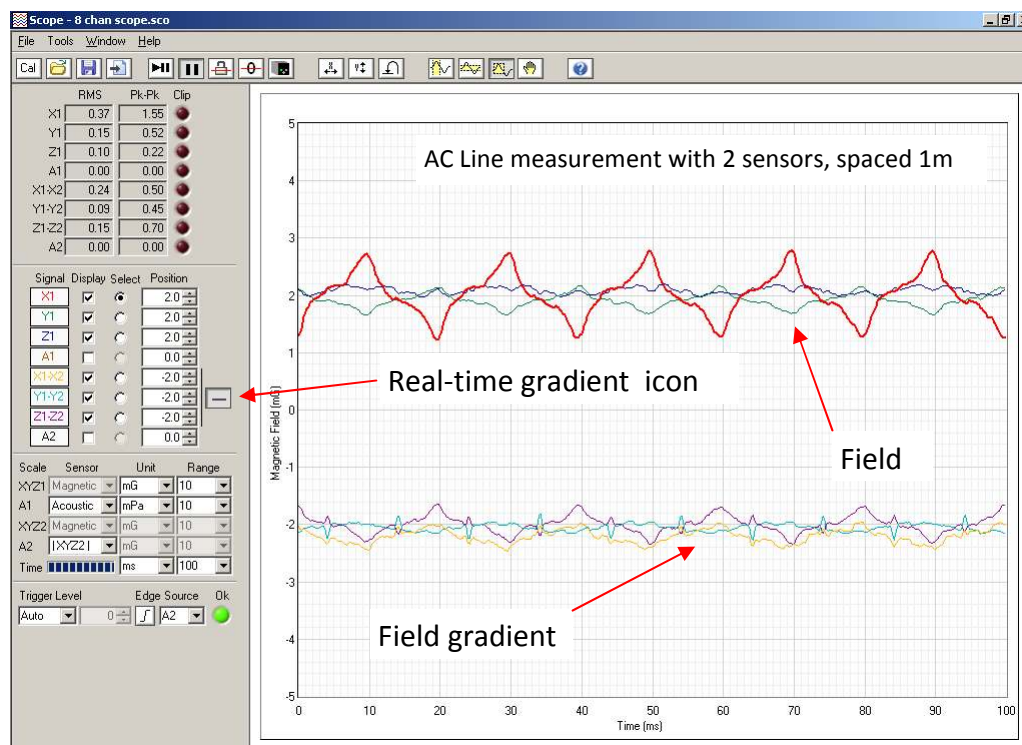 Scope - 8 chan scope.sco
File Tools Window Help
Cal
RMS Pk-Pk Clip
X1 0.37 1.55
Y1 0.15 0.52
Z1 0.10 0.22
A1 0.00 0.00
X1-X2 0.24 0.50
Y1-Y2 0.09 0.45
Z1-Z2 0.15 0.70
A2 0.00 0.00
Signal Display Select Position
X1 2.0
Y1 2.0
Z1 2.0
A1 0.0
X1-X2 -2.0
Y1-Y2 -2.0
Z1-Z2 -2.0
A2 0.0
Scale Sensor Unit Range
XYZ1 Magnetic mG 10
A1 Acoustic mPa 10
XYZ2 Magnetic mG 10
A2 |XYZ2| mG 10
Time ms 100
Trigger Level Edge Source Ok
Auto 0 A2
AC Line measurement with 2 sensors, spaced 1m
Real-time gradient icon
Field
Field gradient
Magnetic Field (mG)
5
4
3
2
1
0
-1
-2
-3
-4
-5
0 10 20 30 40 50 60 70 80 90 100
Time (ms)